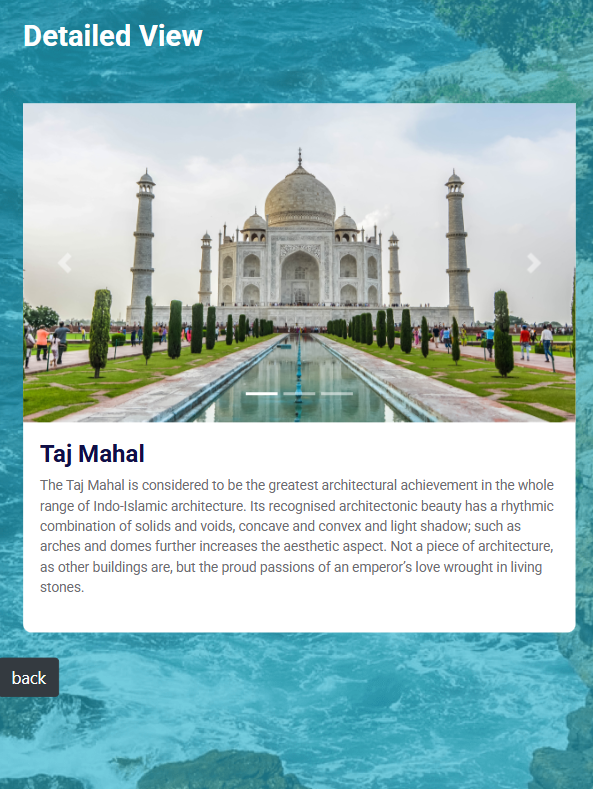 Detailed View
Taj Mahal
The Taj Mahal is considered to be the greatest architectural achievement in the whole
range of Indo-Islamic architecture. Its recognised architectonic beauty has a rhythmic
combination of solids and voids, concave and convex and light shadow; such as
arches and domes further increases the aesthetic aspect. Not a piece of architecture,
as other buildings are, but the proud passions of an emperor’s love wrought in living
stones.
back